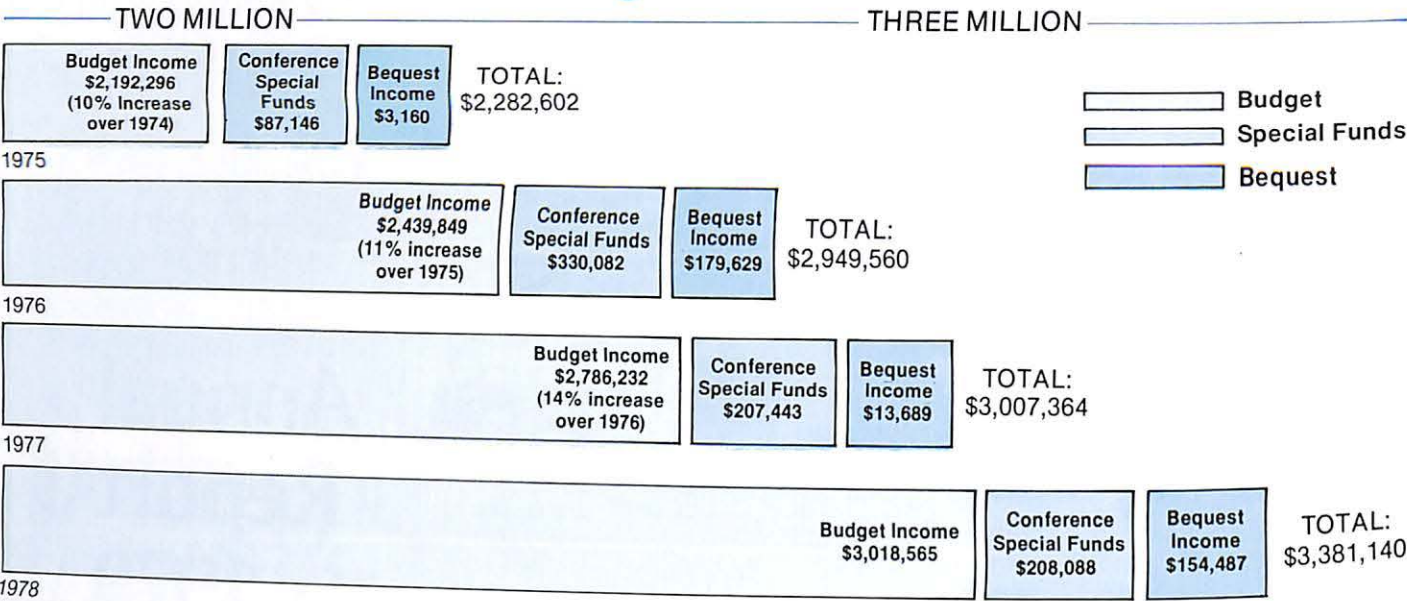 TWO MILLION
THREE MILLION
Budget Income
$2,192,296
(10% Increase
over 1974)
Conference
Special
Funds
$87,146
Bequest
Income
$3,160
TOTAL:
$2,282,602
1975
Budget
Special Funds
Bequest
Budget Income
$2,439,849
(11% increase
over 1975)
Conference
Special Funds
$330,082
Bequest
Income
$179,629
TOTAL:
$2,949,560
1976
Budget Income
$2,786,232
(14% increase
over 1976)
Conference
Special Funds
$207,443
Bequest
Income
$13,689
TOTAL:
$3,007,364
1977
Budget Income
$3,018,565
Conference
Special Funds
$208,088
Bequest
Income
$154,487
TOTAL:
$3,381,140
1978